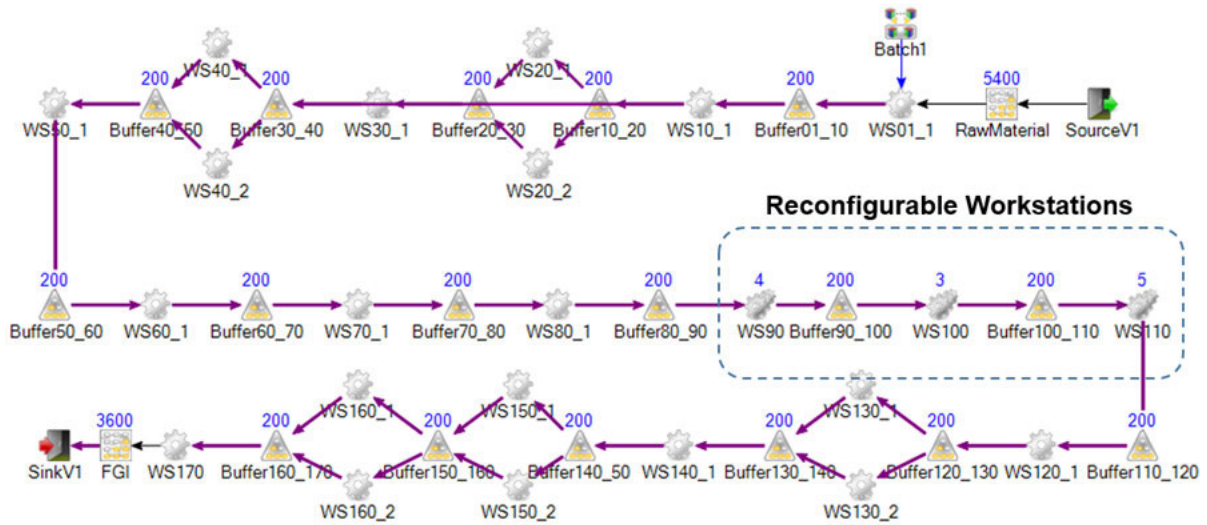 WS40_1
WS20_1
Batch1
200
200
200
200
200
5400
WS50_1
Buffer40_50
Buffer30_40
WS30_1
Buffer20_30
Buffer10_20
WS10_1
Buffer01_10
WS01_1
RawMaterial
SourceV1
WS40_2
WS20_2
Reconfigurable Workstations
200
200
200
200
4
200
3
200
5
Buffer50_60
WS60_1
Buffer60_70
WS70_1
Buffer70_80
WS80_1
Buffer80_90
WS90
Buffer90_100
WS100
Buffer100_110
WS110
WS160_1
WS150_1
WS130_1
3600
200
200
200
200
200
200
SinkV1
FGI
WS170
Buffer160_170
Buffer150_160
Buffer140_50
WS140_1
Buffer130_140
Buffer120_130
WS120_1
Buffer110_120
WS160_2
WS150_2
WS130_2